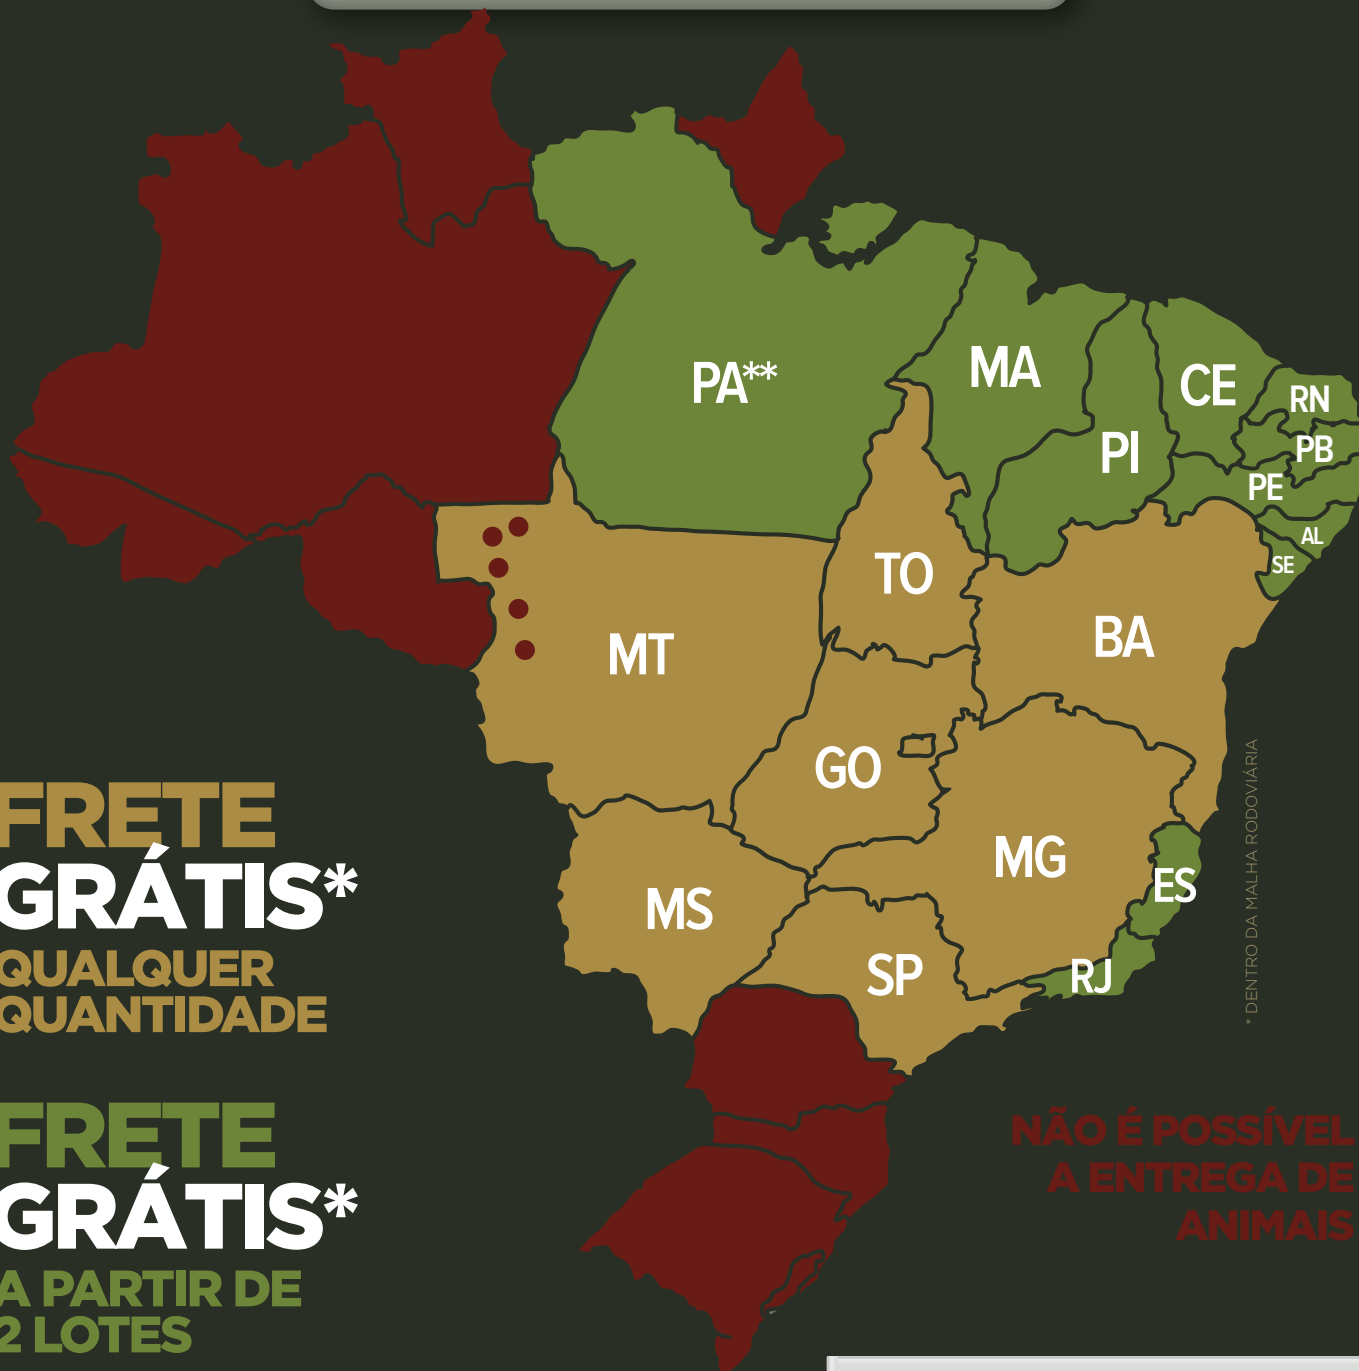 PA**
MA
CE
RN
PI
PB
PE
AL
SE
TO
BA
MT
GO
MG
ES
MS
SP
RJ
FRETE
GRÁTIS*
QUALQUER
QUANTIDADE
FRETE
GRÁTIS*
A PARTIR DE
2 LOTES
* DENTRO DA MALHA RODOVIÁRIA
NÃO É POSSÍVEL
A ENTREGA DE
ANIMAIS